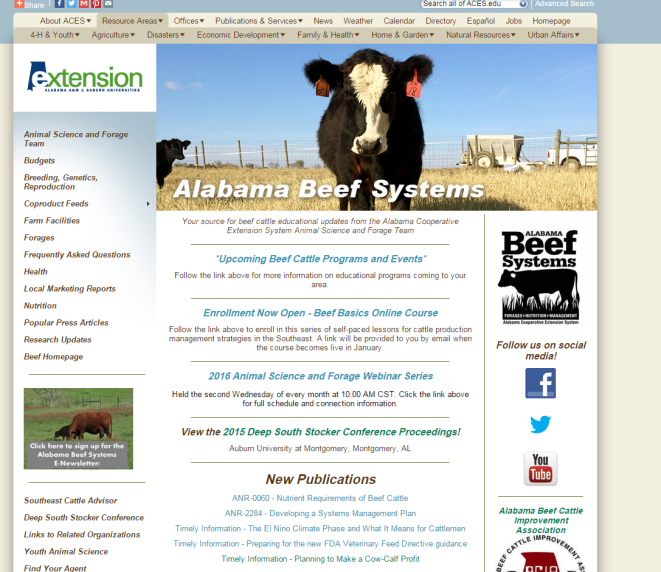 Share
Search all of ACES.edu
Advanced Search
About ACES Resource Areas Offices Publications & Services News Weather Calendar Directory Español Jobs Homepage
4-H & Youth Agriculture Disasters Economic Development Family & Health Home & Garden Natural Resources Urban Affairs
extension
ALABAMA A&M & AUBURN UNIVERSITIES
Animal Science and Forage
Team
Budgets
Breeding, Genetics,
Reproduction
Coproduct Feeds
Farm Facilities
Forages
Frequently Asked Questions
Health
Local Marketing Reports
Nutrition
Popular Press Articles
Research Updates
Beef Homepage
Click here to sign up for the
Alabama Beef Systems
E-Newsletter!
Southeast Cattle Advisor
Deep South Stocker Conference
Links to Related Organizations
Youth Animal Science
Find Your Agent
18
Alabama Beef Systems
Your source for beef cattle educational updates from the Alabama Cooperative
Extension System Animal Science and Forage Team
"Upcoming Beef Cattle Programs and Events"
Follow the link above for more information on educational programs coming to your
area.
Enrollment Now Open - Beef Basics Online Course
Follow the link above to enroll in this series of self-paced lessons for cattle production
management strategies in the Southeast. A link will be provided to you by email when
the course becomes live in January.
2016 Animal Science and Forage Webinar Series
Held the second Wednesday of every month at 10:00 AM CST. Click the link above
for full schedule and connection information.
View the 2015 Deep South Stocker Conference Proceedings!
Auburn University at Montgomery, Montgomery, AL
New Publications
ANR-0060 - Nutrient Requirements of Beef Cattle
ANR-2284 - Developing a Systems Management Plan
Timely Information - The El Nino Climate Phase and What It Means for Cattlemen
Timely Information - Preparing for the new FDA Veterinary Feed Directive guidance
Timely Information - Planning to Make a Cow-Calf Profit
ALABAMA
Beef
Systems
FORAGES • NUTRITION • MANAGEMENT
Alabama Cooperative Extension System
Follow us on social
media!
You
Tube
Alabama Beef Cattle
Improvement
Association
BEEF CATTLE IMPROVEMENT